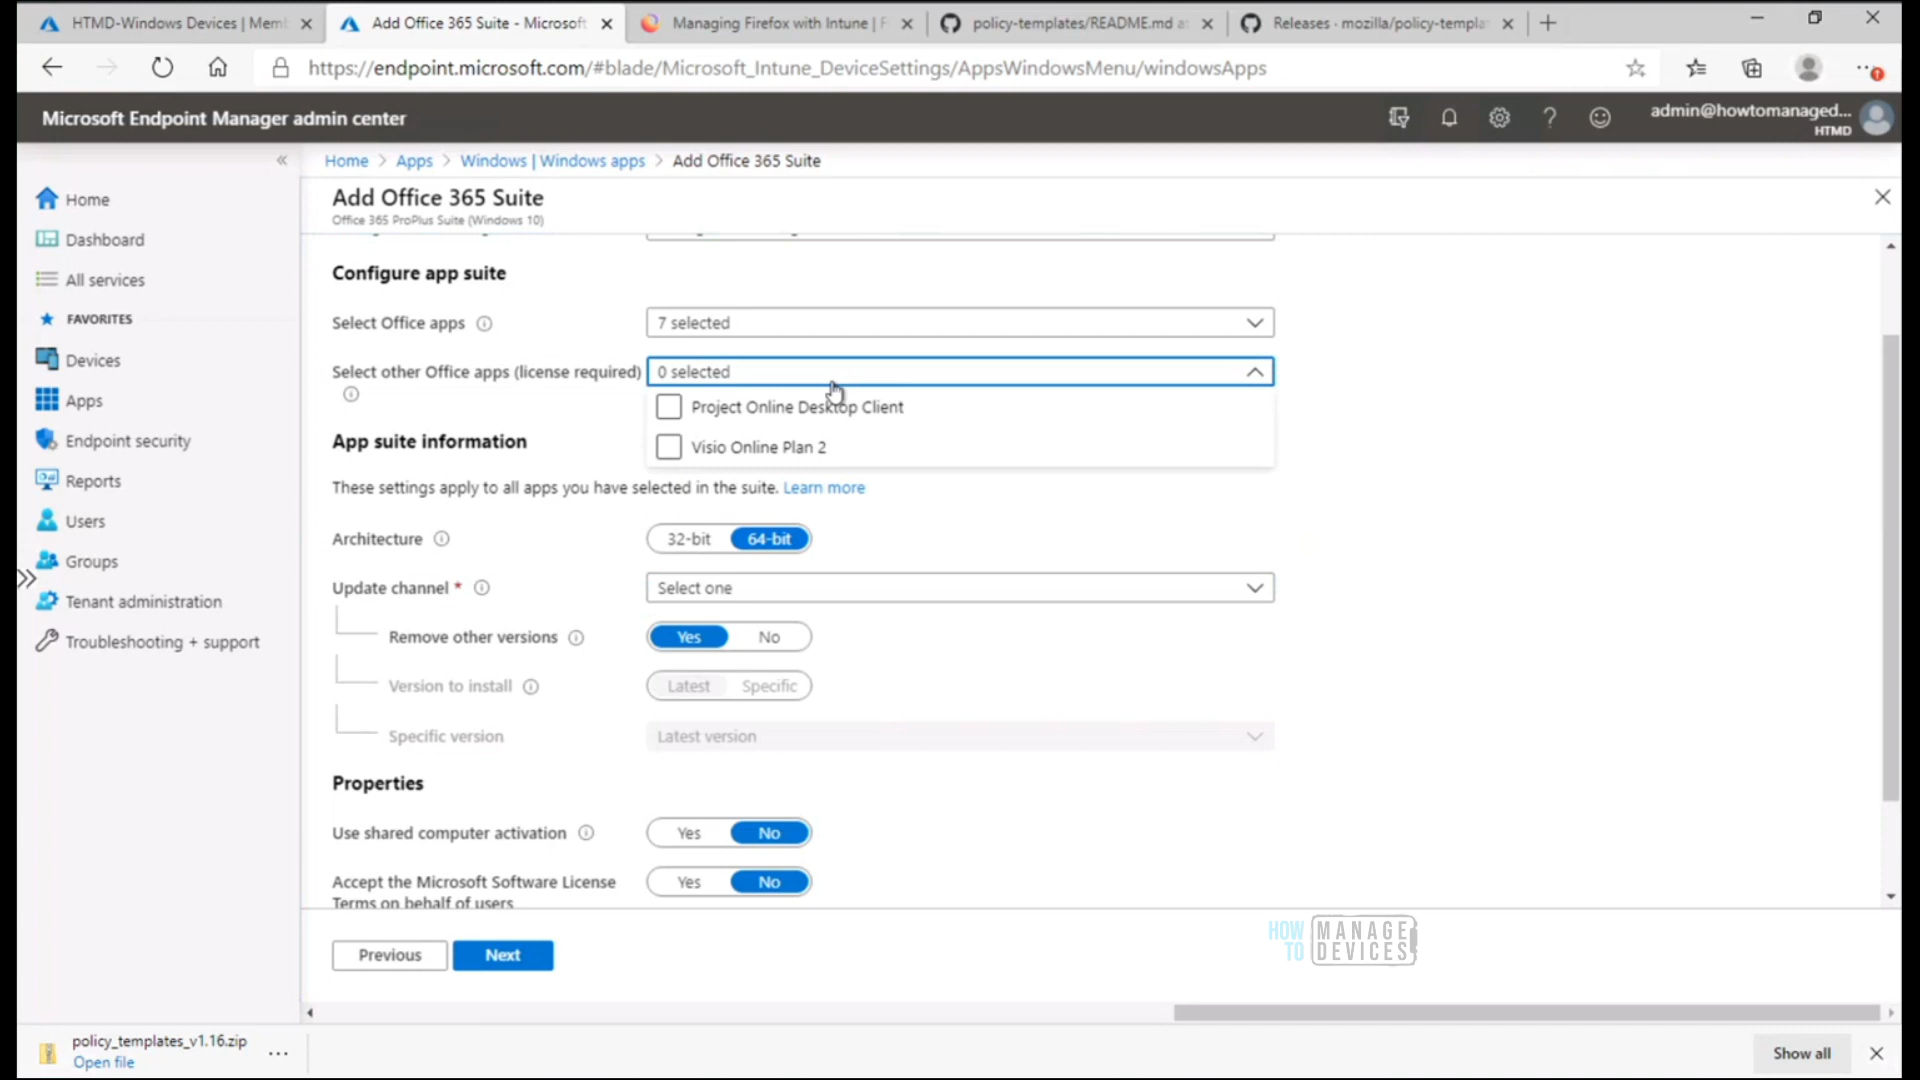 HTMD-Windows Devices | Memb
Add Office 365 Suite - Microsoft
Managing Firefox with Intune | F
policy-templates/README.md a
Releases · mozilla/policy-templa
https://endpoint.microsoft.com/#blade/Microsoft_Intune_DeviceSettings/AppsWindowsMenu/windowsApps
Microsoft Endpoint Manager admin center
admin@howtomanaged...
HTMD
Home > Apps > Windows | Windows apps > Add Office 365 Suite
Add Office 365 Suite
Office 365 ProPlus Suite (Windows 10)
Home
Dashboard
All services
FAVORITES
Devices
Apps
Endpoint security
Reports
Users
Groups
Tenant administration
Troubleshooting + support
Configure app suite
Select Office apps
7 selected
Select other Office apps (license required)
0 selected
Project Online Desktop Client
Visio Online Plan 2
App suite information
These settings apply to all apps you have selected in the suite. Learn more
Architecture
32-bit 64-bit
Update channel *
Select one
Remove other versions
Yes No
Version to install
Latest Specific
Specific version
Latest version
Properties
Use shared computer activation
Yes No
Accept the Microsoft Software License
Terms on behalf of users
Yes No
Previous Next
HOW TO
MANAGE
DEVICES
policy_templates_v1.16.zip
Open file
Show all